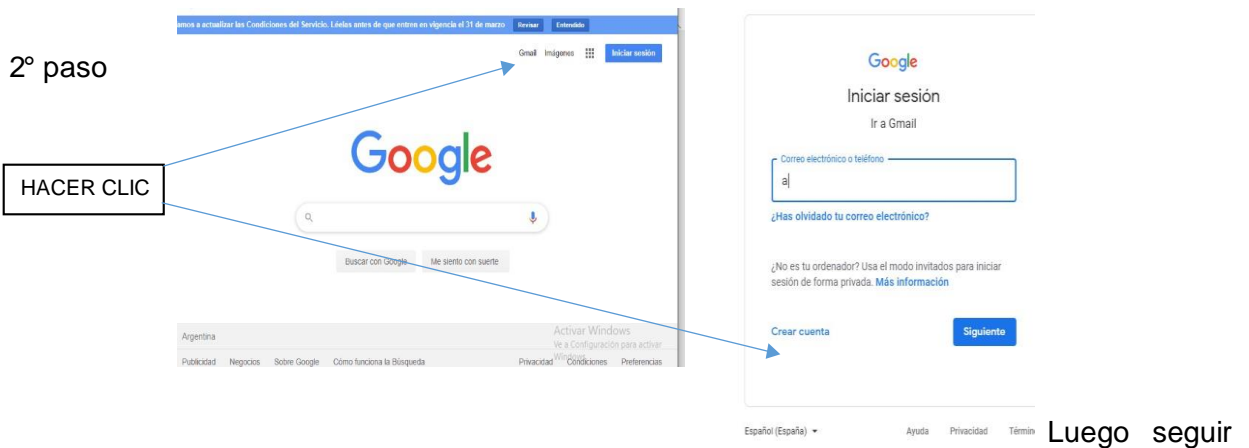 amos a actualizar las Condiciones del Servicio. Léelas antes de que entren en vigencia el 31 de marzo Revisar Entendido
Gmail Imágenes Iniciar sesión
2° paso
HACER CLIC
Google
Buscar con Google Me siento con suerte
Argentina
Activar Windows
Ve a Configuración para activar
Windows.
Publicidad Negocios Sobre Google Cómo funciona la Búsqueda Privacidad Condiciones Preferencias
Google
Iniciar sesión
Ir a Gmail
Correo electrónico o teléfono
a
¿Has olvidado tu correo electrónico?
¿No es tu ordenador? Usa el modo invitados para iniciar
sesión de forma privada. Más información
Crear cuenta Siguiente
Español (España) Ayuda Privacidad Término
Luego seguir